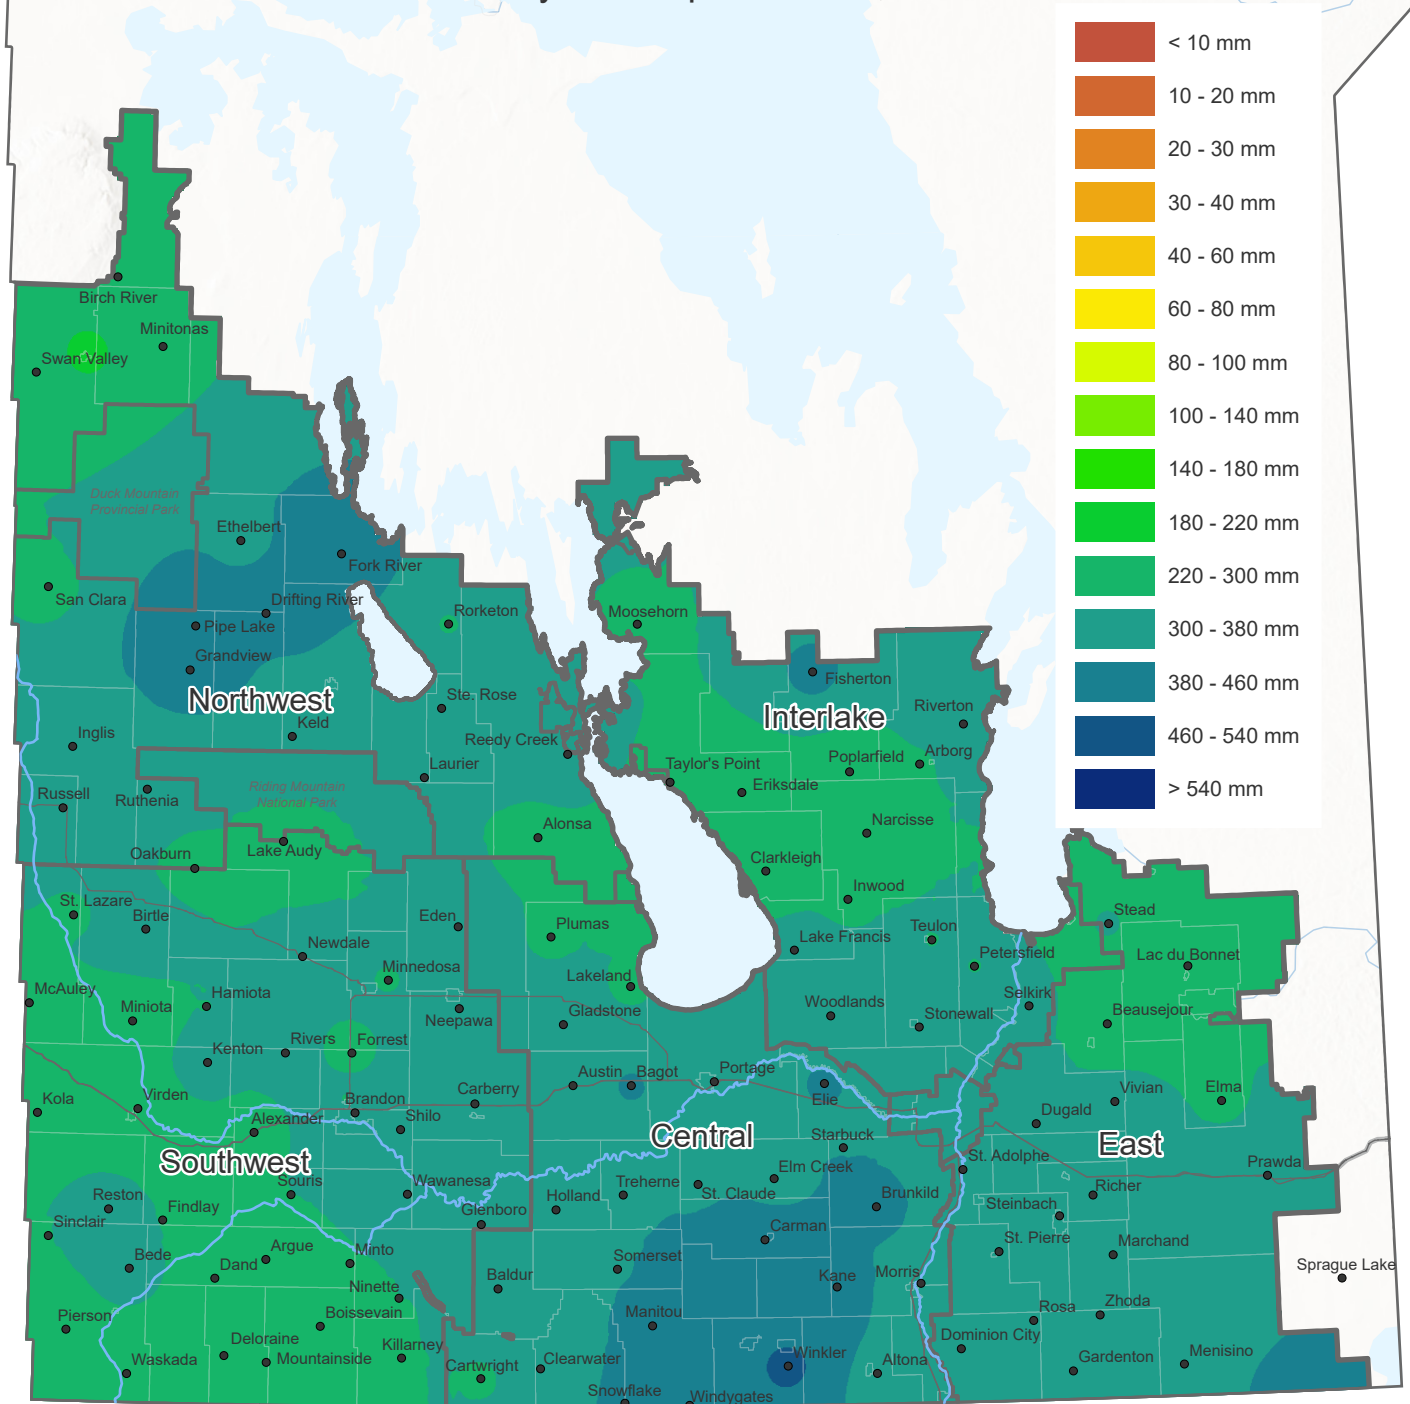 < 10 mm
10 - 20 mm
20 - 30 mm
30 - 40 mm
40 - 60 mm
60 - 80 mm
80 - 100 mm
100 - 140 mm
140 - 180 mm
180 - 220 mm
220 - 300 mm
300 - 380 mm
380 - 460 mm
460 - 540 mm
> 540 mm
Birch River
Minitonas
Swan Valley
Duck Mountain
Provincial Park
Ethelbert
Fork River
San Clara
Drifting River
Pipe Lake
Grandview
Northwest
Rorketon
Ste. Rose
Keld
Inglis
Reedy Creek
Laurier
Russell
Ruthenia
Riding Mountain
National Park
Moosehorn
Fisherton
Interlake
Riverton
Arborg
Poplarfield
Taylor's Point
Eriksdale
Narcisse
Clarkleigh
Inwood
Alonsa
Oakburn
Lake Audy
St. Lazare
Birtle
Eden
Plumas
Lake Francis
Teulon
Petersfield
Stead
Lac du Bonnet
Newdale
Minnedosa
Lakeland
McAuley
Miniota
Hamiota
Neepawa
Gladstone
Woodlands
Stonewall
Selkirk
Beausejour
Kenton
Rivers
Forrest
Austin
Bagot
Portage
Elie
Vivian
Elma
Kola
Virden
Brandon
Carberry
Alexander
Shilo
Central
Starbuck
Dugald
East
Southwest
St. Adolphe
Prawda
Reston
Souris
Wawanesa
Treherne
St. Claude
Elm Creek
Brunkild
Richer
Steinbach
Sinclair
Findlay
Glenboro
Holland
Carman
St. Pierre
Marchand
Bede
Argue
Dand
Minto
Somerset
Kane
Morris
Sprague Lake
Ninette
Baldur
Pierson
Boissevain
Manitou
Rosa
Zhoda
Dominion City
Deloraine
Killarney
Waskada
Mountainside
Cartwright
Clearwater
Winkler
Altona
Gardenton
Menisino
Snowflake
Windygates